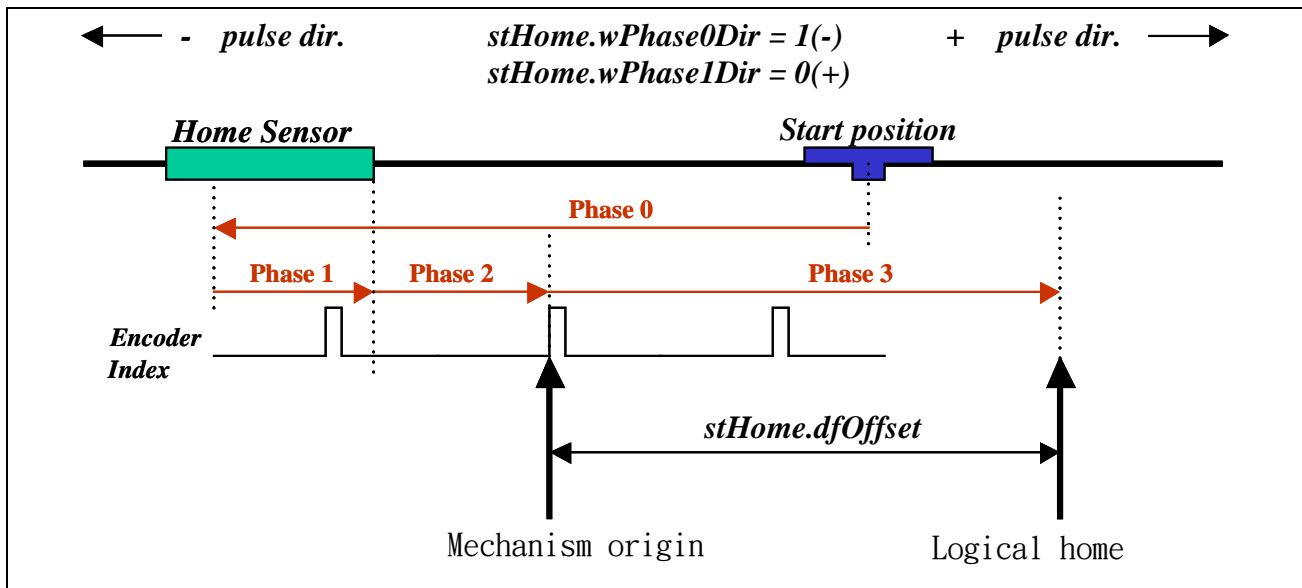 - pulse dir.
stHome.wPhase0Dir = 1(-)
+ pulse dir.
stHome.wPhase1Dir = 0(+)
Home Sensor
Start position
Phase 0
Phase 1
Phase 2
Phase 3
Encoder
Index
stHome.dfOffset
Mechanism origin
Logical home